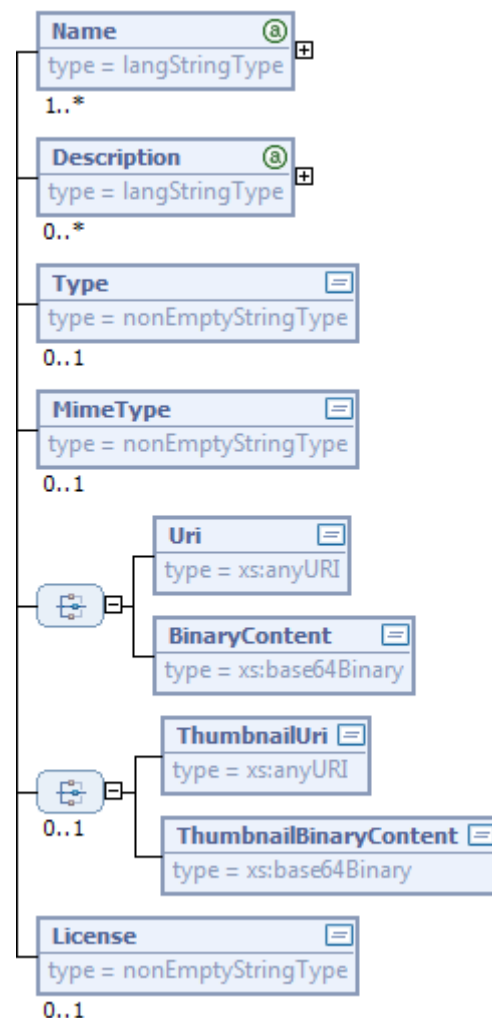 Name @
type = langStringType
1..*
Description @
type = langStringType
0..*
Type
type = nonEmptyStringType
0..1
MimeType
type = nonEmptyStringType
0..1
Uri
type = xs:anyURI
BinaryContent
type = xs:base64Binary
ThumbnailUri
type = xs:anyURI
0..1
ThumbnailBinaryContent
type = xs:base64Binary
License
type = nonEmptyStringType
0..1